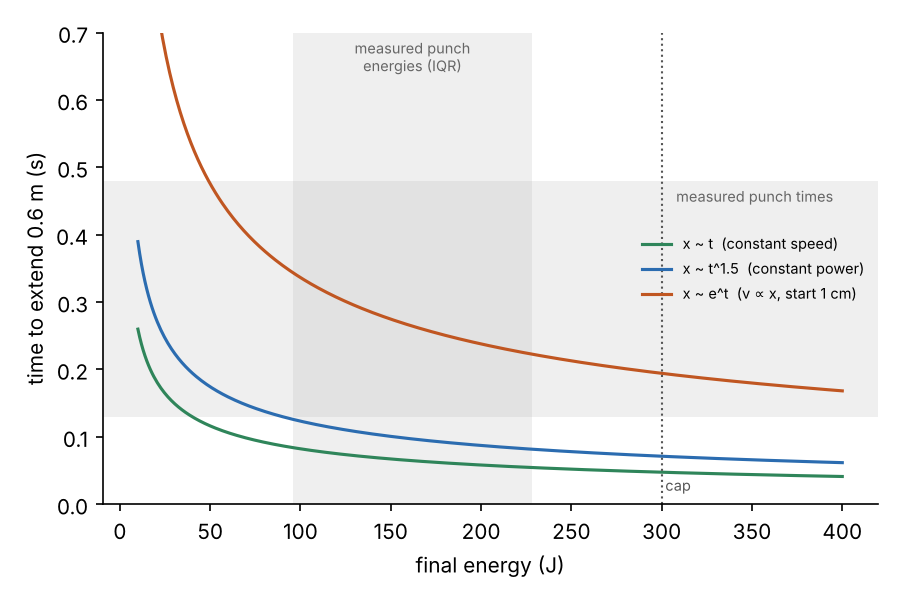 0.7
0.6
0.5
0.4
0.3
0.2
0.1
0.0
time to extend 0.6 m (s)
measured punch
energies (IQR)
measured punch times
x ~ t (constant speed)
x ~ t^1.5 (constant power)
x ~ e^t (v ∝ x, start 1 cm)
cap
0 50 100 150 200 250 300 350 400
final energy (J)